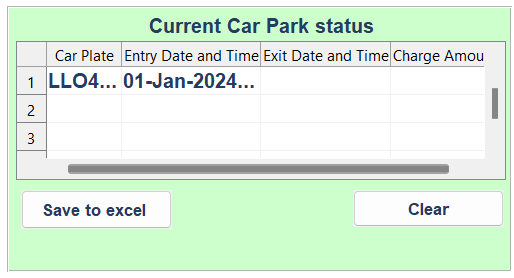 Current Car Park status
Car Plate Entry Date and Time Exit Date and Time Charge Amou
1 LLO4... 01-Jan-2024...
2
3
Save to excel Clear